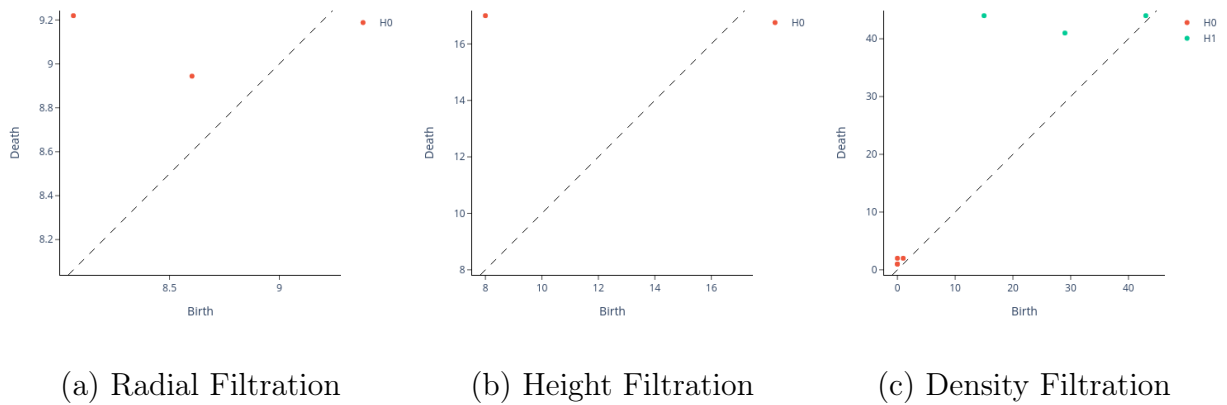 9.2
9
8.8
8.6
8.4
8.2
Death
8.5
9
Birth
H0
16
14
12
10
8
Death
8
10
12
14
16
Birth
H0
40
30
20
10
0
Death
0
10
20
30
40
Birth
H0
H1
(a) Radial Filtration
(b) Height Filtration
(c) Density Filtration